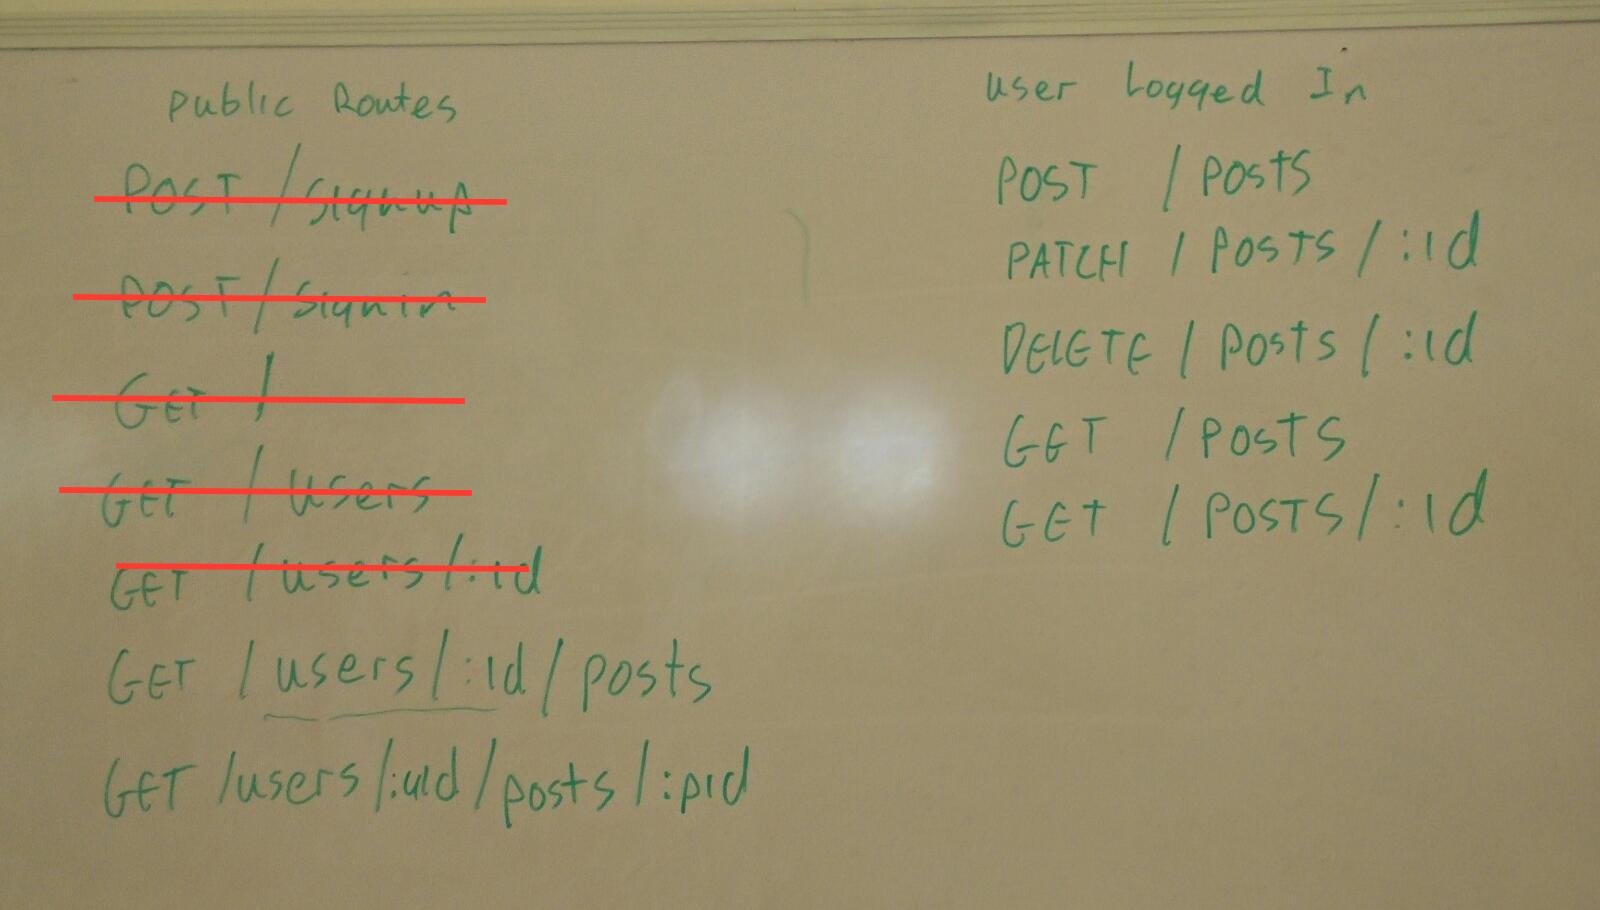 Public Routes
POST /signup
POST /signin
GET /
GET /users
GET /users/:id
GET /users/:id/posts
GET /users/:uid/posts/:pid
User Logged In
POST /posts
PATCH /posts/:id
DELETE /posts/:id
GET /posts
GET /posts/:id